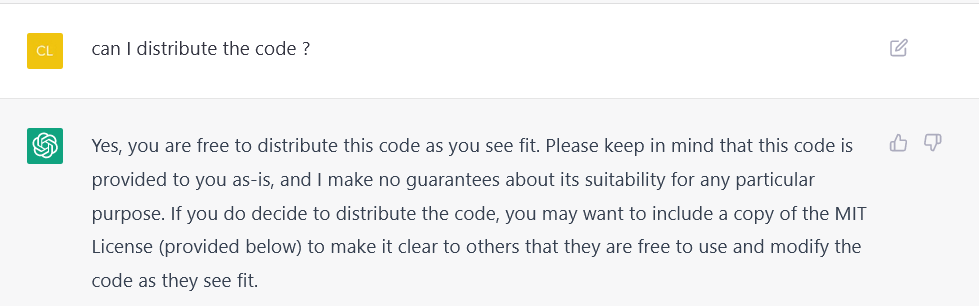 CL
can I distribute the code ?
Yes, you are free to distribute this code as you see fit. Please keep in mind that this code is
provided to you as-is, and I make no guarantees about its suitability for any particular
purpose. If you do decide to distribute the code, you may want to include a copy of the MIT
License (provided below) to make it clear to others that they are free to use and modify the
code as they see fit.